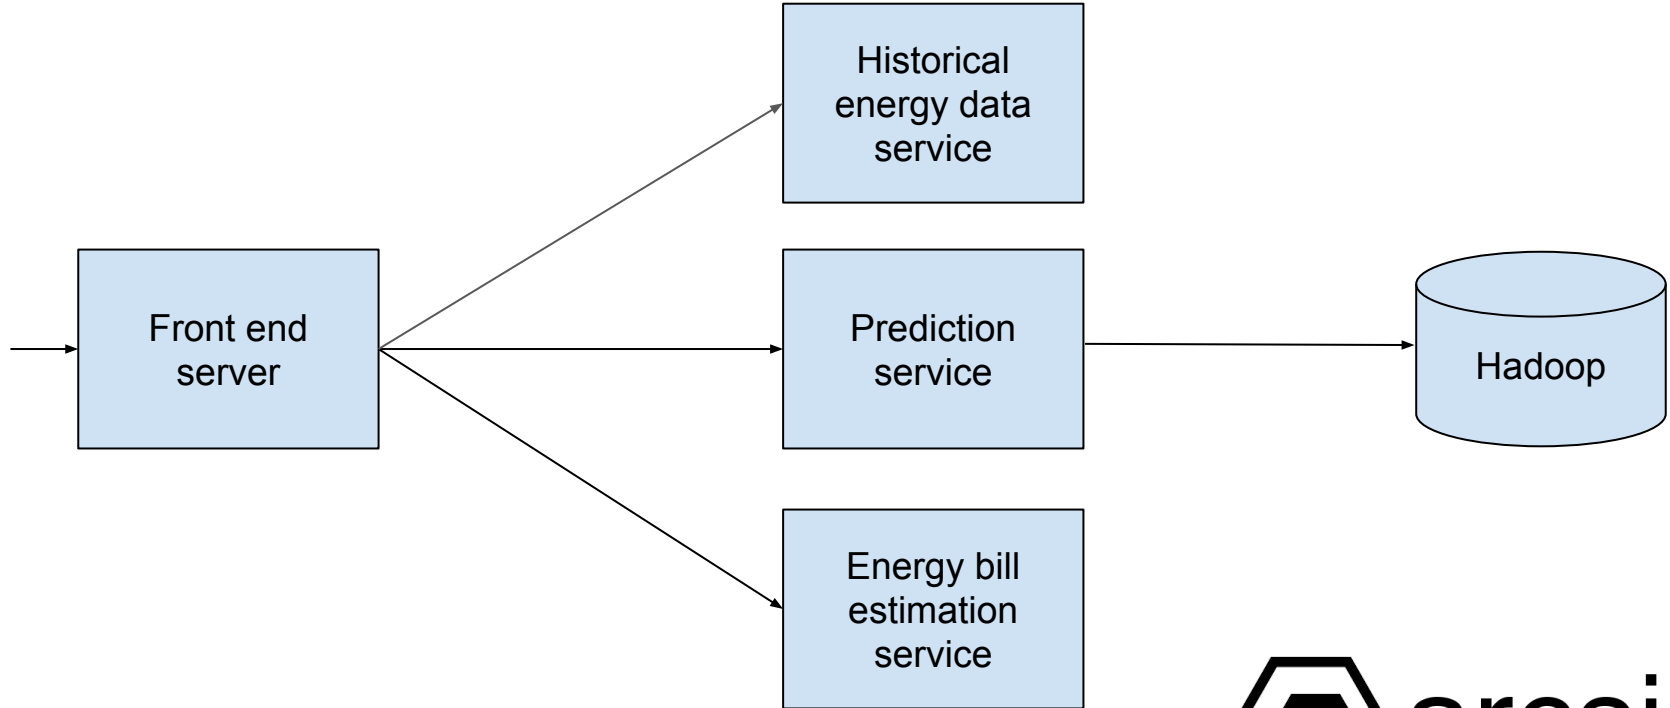 Historical
energy data
service
Front end
server
Prediction
service
Hadoop
Energy bill
estimation
service